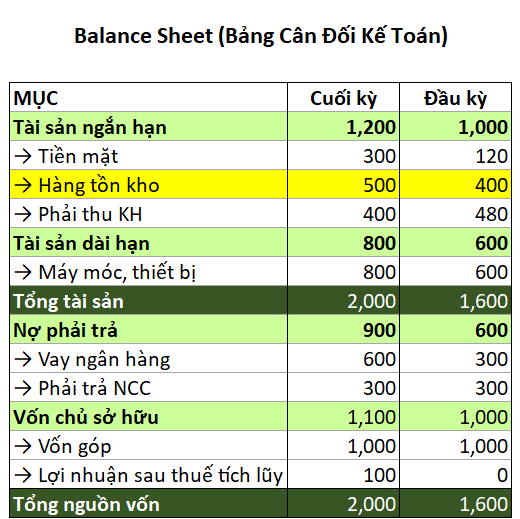 Balance Sheet (Bảng Cân Đối Kế Toán)
MỤC Cuối kỳ Đầu kỳ
Tài sản ngắn hạn 1,200 1,000
→ Tiền mặt 300 120
→ Hàng tồn kho 500 400
→ Phải thu KH 400 480
Tài sản dài hạn 800 600
→ Máy móc, thiết bị 800 600
Tổng tài sản 2,000 1,600
Nợ phải trả 900 600
→ Vay ngân hàng 600 300
→ Phải trả NCC 300 300
Vốn chủ sở hữu 1,100 1,000
→ Vốn góp 1,000 1,000
→ Lợi nhuận sau thuế tích lũy 100 0
Tổng nguồn vốn 2,000 1,600